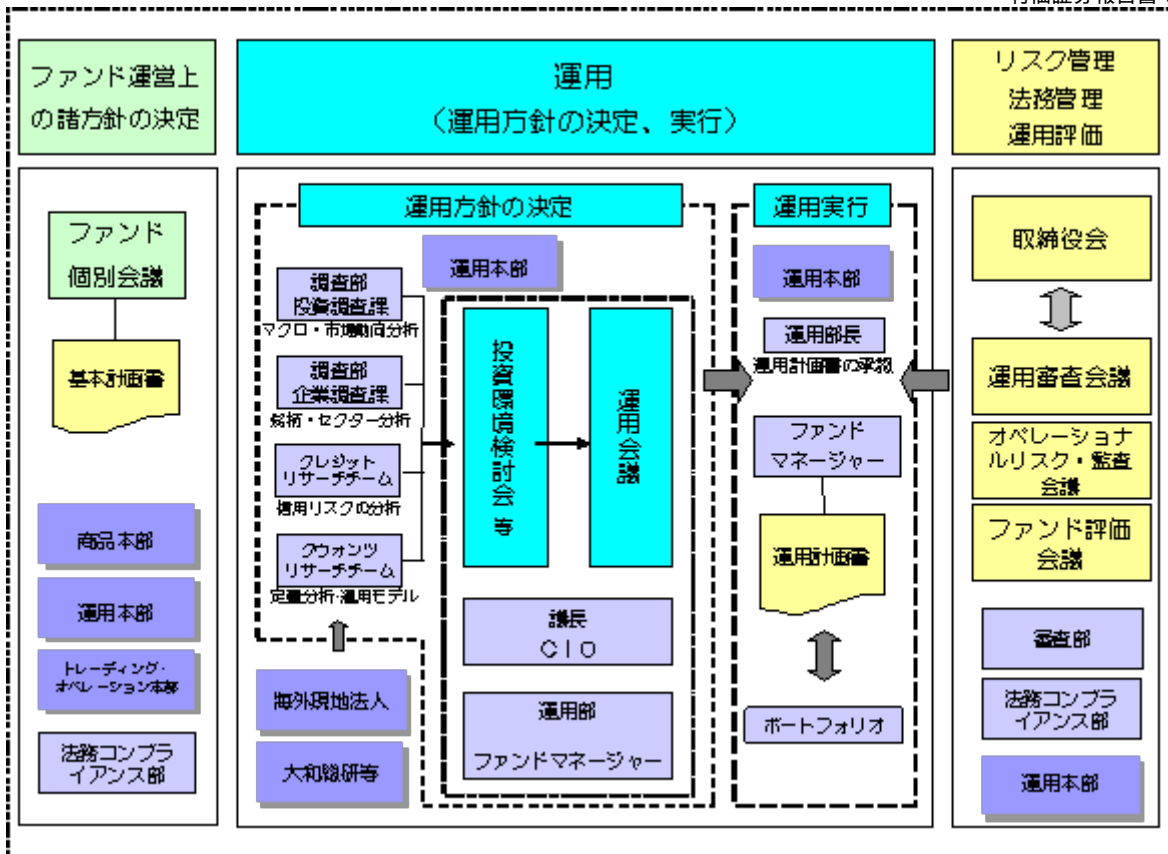 ファンド運営上
の諸方針の決定
運用
（運用方針の決定、実行）
リスク管理
法務管理
運用評価
ファンド
個別会議
基本計画書
商品本部
運用本部
トレーディング・
オペレーション本部
法務コンプラ
イアンス部
運用方針の決定
運用本部
調査部
投資調査課
マクロ・市場動向分析
調査部
企業調査課
銘柄・セクター分析
クレジット
リサーチチーム
信用リスクの分析
クウォンツ
リサーチチーム
定量分析・運用モデル
海外現地法人
大和総研等
投資環境検討会 等
運用会議
議長
ＣＩＯ
運用部
ファンドマネージャー
運用実行
運用本部
運用部長
運用計画書の承認
ファンド
マネージャー
運用計画書
ポートフォリオ
取締役会
運用審査会議
オペレーショナ
ルリスク・監査
会議
ファンド評価
会議
審査部
法務コンプラ
イアンス部
運用本部